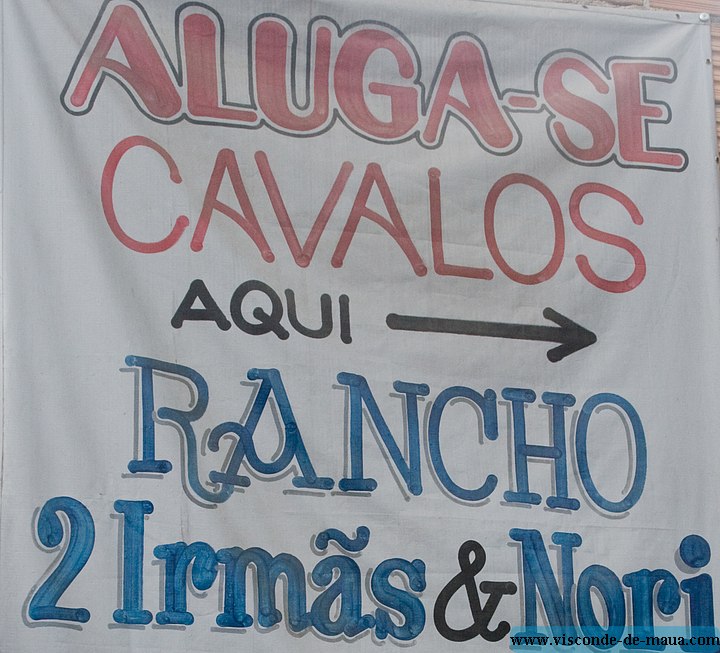 ALUGA-SE
CAVALOS
AQUI
RANCHO
2 Irmãs & Nori
www.visconde-de-maua.com